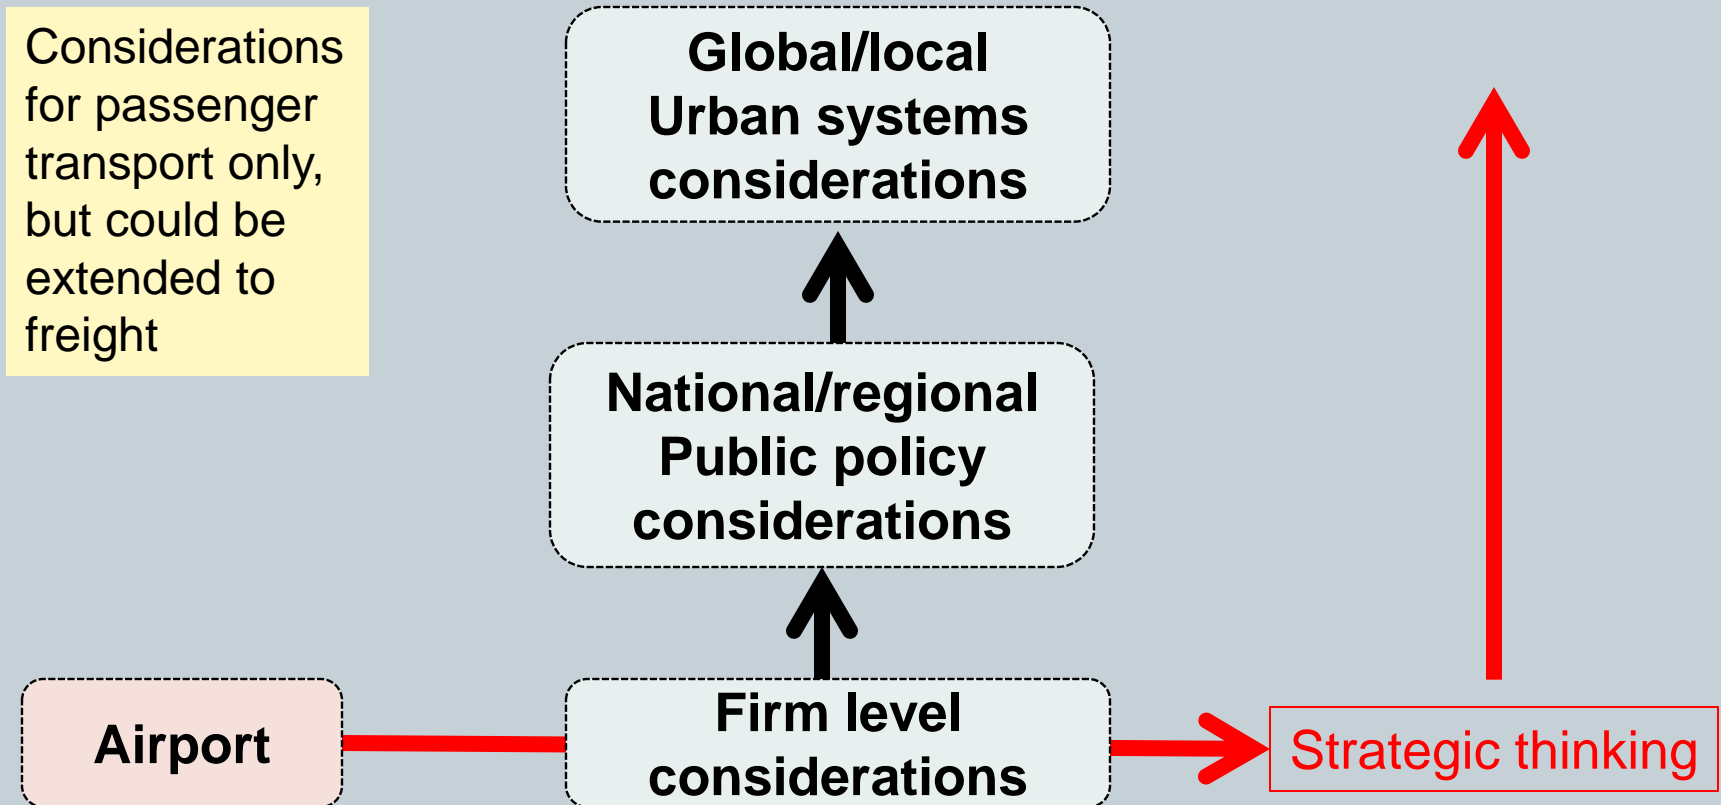 Considerations
for passenger
transport only,
but could be
extended to
freight
Global/local
Urban systems
considerations
National/regional
Public policy
considerations
Airport
Firm level
considerations
Strategic thinking